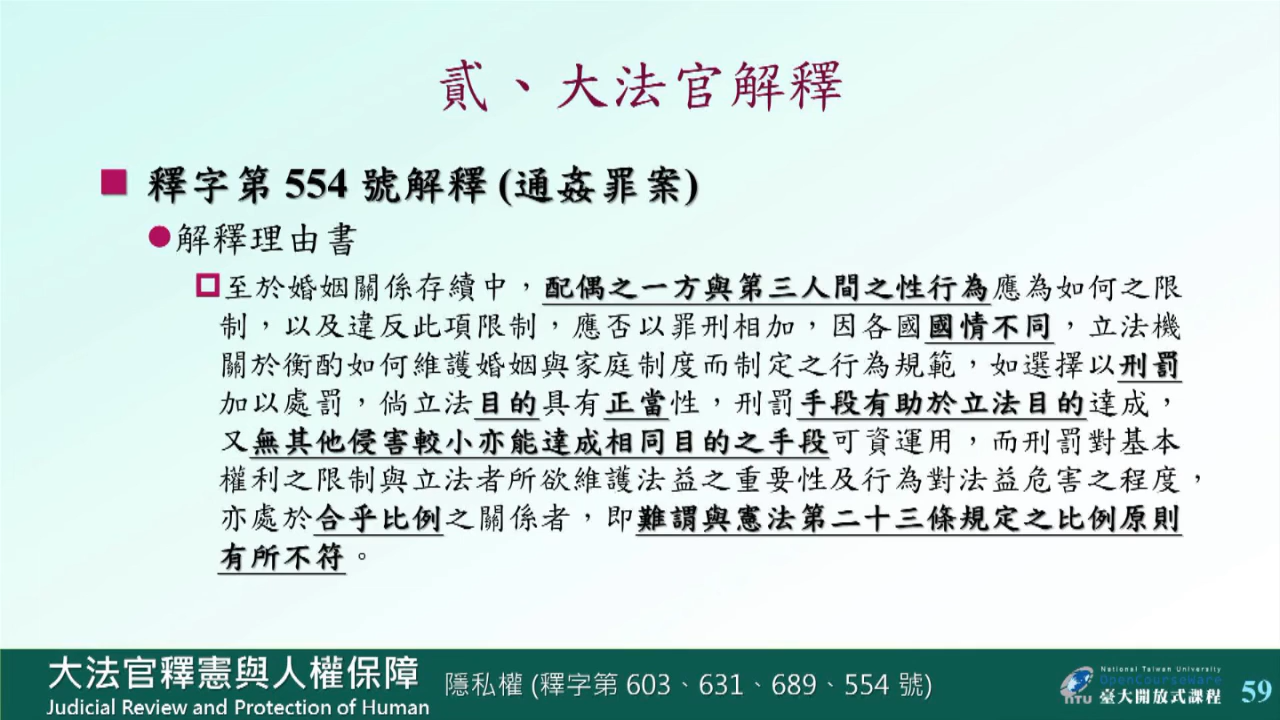 貳、大法官解釋
釋字第 554 號解釋 (通姦罪案)
解釋理由書
至於婚姻關係存續中，配偶之一方與第三人間之性行為應為如何之限
制，以及違反此項限制，應否以罪刑相加，因各國國情不同，立法機
關於衡酌如何維護婚姻與家庭制度而制定之行為規範，如選擇以刑罰
加以處罰，倘立法目的具有正當性，刑罰手段有助於立法目的達成，
又無其他侵害較小亦能達成相同目的之手段可資運用，而刑罰對基本
權利之限制與立法者所欲維護法益之重要性及行為對法益危害之程度，
亦處於合乎比例之關係者，即難謂與憲法第二十三條規定之比例原則
有所不符。
大法官釋憲與人權保障
Judicial Review and Protection of Human
隱私權 (釋字第 603、631、689、554 號)
National Taiwan University
OpenCourseWare
NTU 臺大開放式課程
59